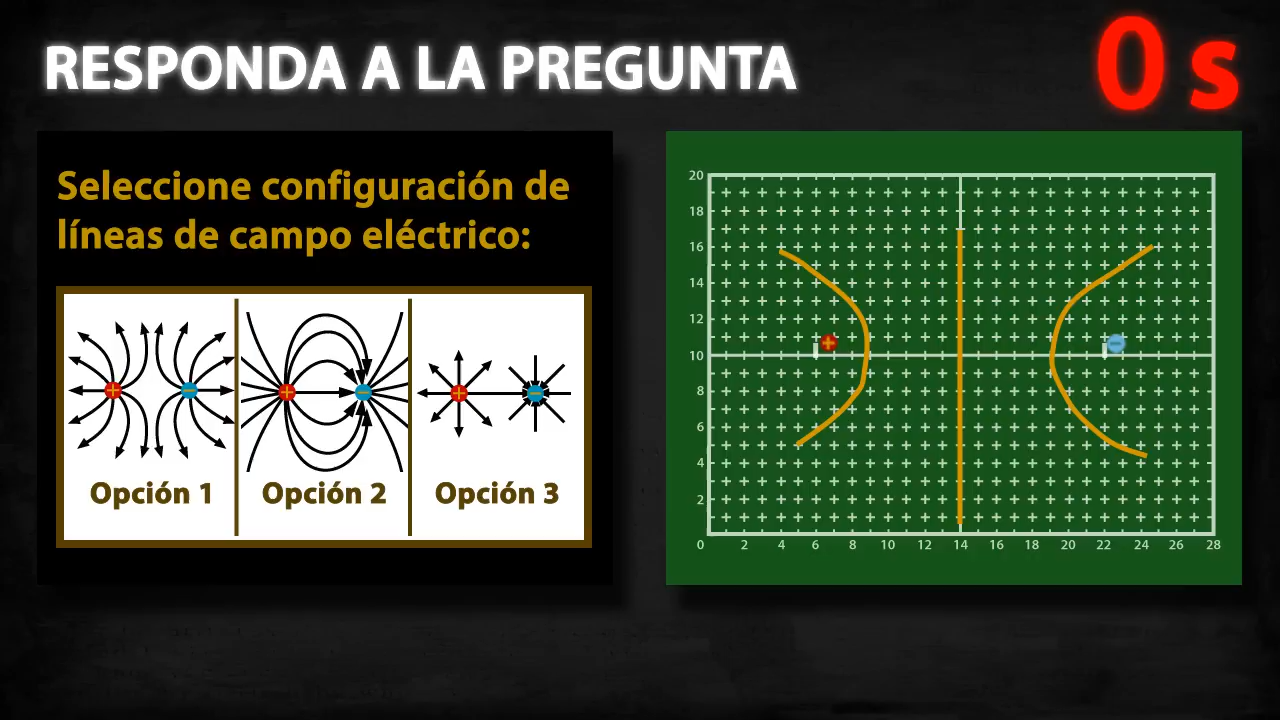 RESPONDA A LA PREGUNTA
0 s
Seleccione configuración de
líneas de campo eléctrico:
Opción 1
Opción 2
Opción 3
20
18
16
14
12
10
8
6
4
2
0 2 4 6 8 10 12 14 16 18 20 22 24 26 28